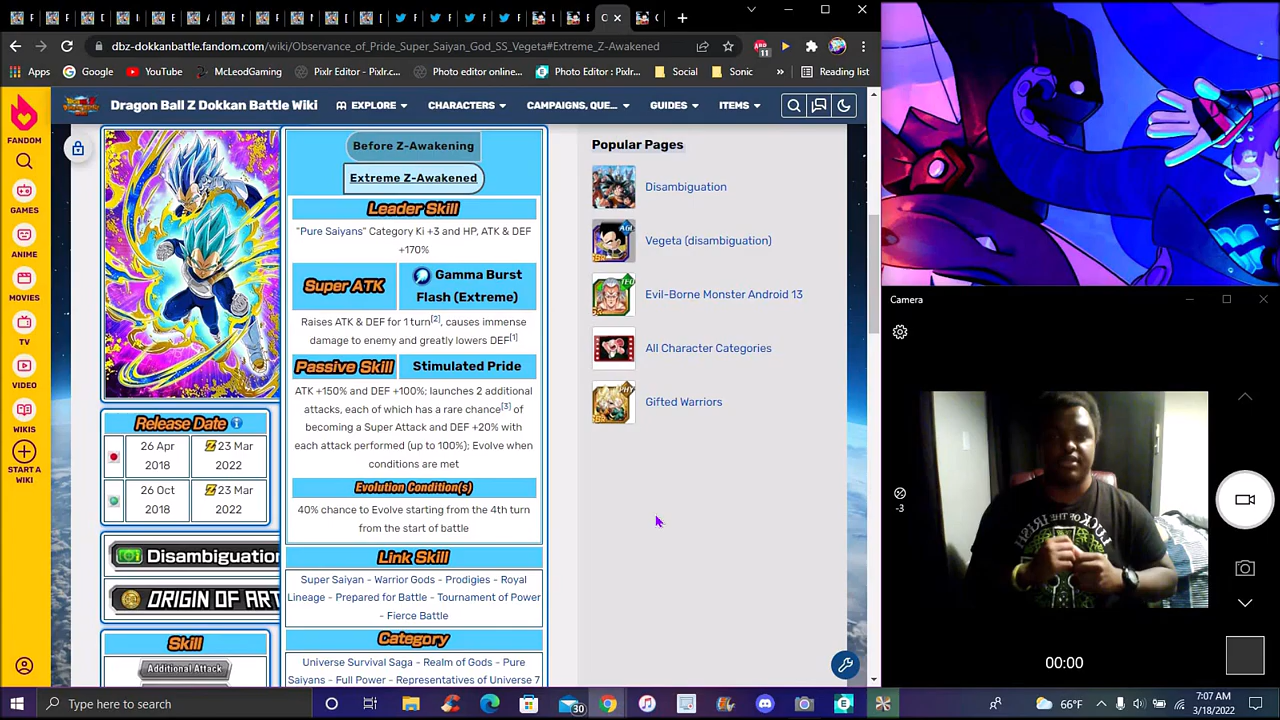 dbz-dokkanbattle.fandom.com/wiki/Observance_of_Pride_Super_Saiyan_God_SS_Vegeta#Extreme_Z-Awakened
11
Apps
Google
YouTube
McLeodGaming
Pixlr Editor - Pixlr.c...
Photo editor online...
Photo Editor : Pixlr...
Social
Sonic
»
Reading list
Dragon Ball Z Dokkan Battle Wiki
EXPLORE
CHARACTERS
CAMPAIGNS, QUE...
GUIDES
ITEMS
FANDOM
GAMES
ANIME
MOVIES
TV
VIDEO
WIKIS
START A
WIKI
Before Z-Awakening
Extreme Z-Awakened
Leader Skill
"Pure Saiyans" Category Ki +3 and HP, ATK & DEF
+170%
Super ATK
Gamma Burst
Flash (Extreme)
Raises ATK & DEF for 1 turn[2], causes immense
damage to enemy and greatly lowers DEF[1]
Passive Skill
Stimulated Pride
ATK +150% and DEF +100%; launches 2 additional
attacks, each of which has a rare chance[3] of
becoming a Super Attack and DEF +20% with
each attack performed (up to 100%); Evolve when
conditions are met
Evolution Condition(s)
40% chance to Evolve starting from the 4th turn
from the start of battle
Link Skill
Super Saiyan - Warrior Gods - Prodigies - Royal
Lineage - Prepared for Battle - Tournament of Power
- Fierce Battle
Category
Universe Survival Saga - Realm of Gods - Pure
Saiyans - Full Power - Representatives of Universe 7
Release Date
26 Apr
2018
23 Mar
2022
26 Oct
2018
23 Mar
2022
Disambiguation
ORIGIN OF ART
Skill
Additional Attack
Popular Pages
Disambiguation
Vegeta (disambiguation)
Evil-Borne Monster Android 13
All Character Categories
Gifted Warriors
Camera
-3
LUCK OF THE IRISH
00:00
Type here to search
30
66°F
7:07 AM
3/18/2022